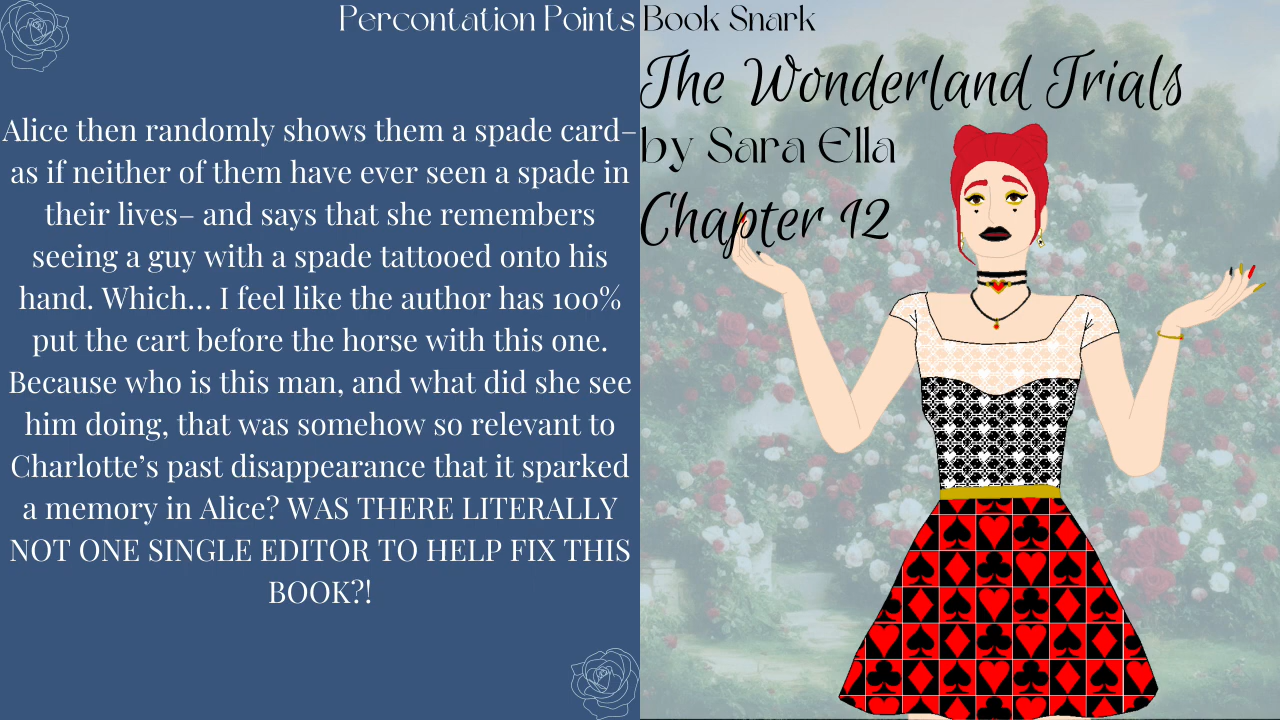 Percontation Points Book Snark
Alice then randomly shows them a spade card–
as if neither of them have ever seen a spade in
their lives– and says that she remembers
seeing a guy with a spade tattooed onto his
hand. Which... I feel like the author has 100%
put the cart before the horse with this one.
Because who is this man, and what did she see
him doing, that was somehow so relevant to
Charlotte’s past disappearance that it sparked
a memory in Alice? WAS THERE LITERALLY
NOT ONE SINGLE EDITOR TO HELP FIX THIS
BOOK?!
The Wonderland Trials
by Sara Ella
Chapter 12